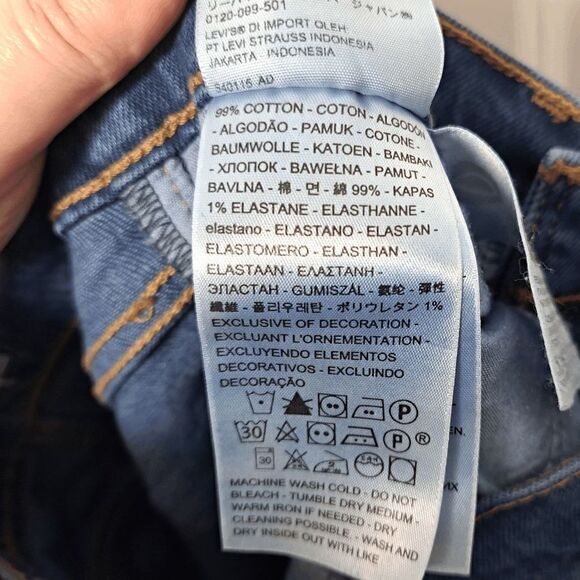 0120-099-501
LEVI'S® DI IMPORT OLEH:
PT LEVI STRAUSS INDONESIA
JAKARTA INDONESIA
S40115 AD
99% COTTON - COTON - ALGODÓN
- ALGODÃO - PAMUK - COTONE -
BAUMWOLLE - KATOEN - BAMBAKI
- ХЛОПОК - BAWEŁNA - PAMUT -
BAVLNA - 棉 - 면 - 綿 99% - KAPAS
1% ELASTANE - ELASTHANNE -
elastano - ELASTANO - ELASTAN -
ELASTOMERO - ELASTHAN -
ELASTAAN - ΕΛΑΣΤΑΝΗ -
ЭЛАСТАН - GUMISZÁL - 氨纶 - 彈性
纖維 - 폴리우레탄 - ポリウレタン 1%
EXCLUSIVE OF DECORATION -
EXCLUANT L'ORNEMENTATION -
EXCLUYENDO ELEMENTOS
DECORATIVOS - EXCLUINDO
DECORAÇÃO
P
30 P ®
30
MACHINE WASH COLD - DO NOT
BLEACH - TUMBLE DRY MEDIUM -
WARM IRON IF NEEDED - DRY
CLEANING POSSIBLE - WASH AND
DRY INSIDE OUT WITH LIKE